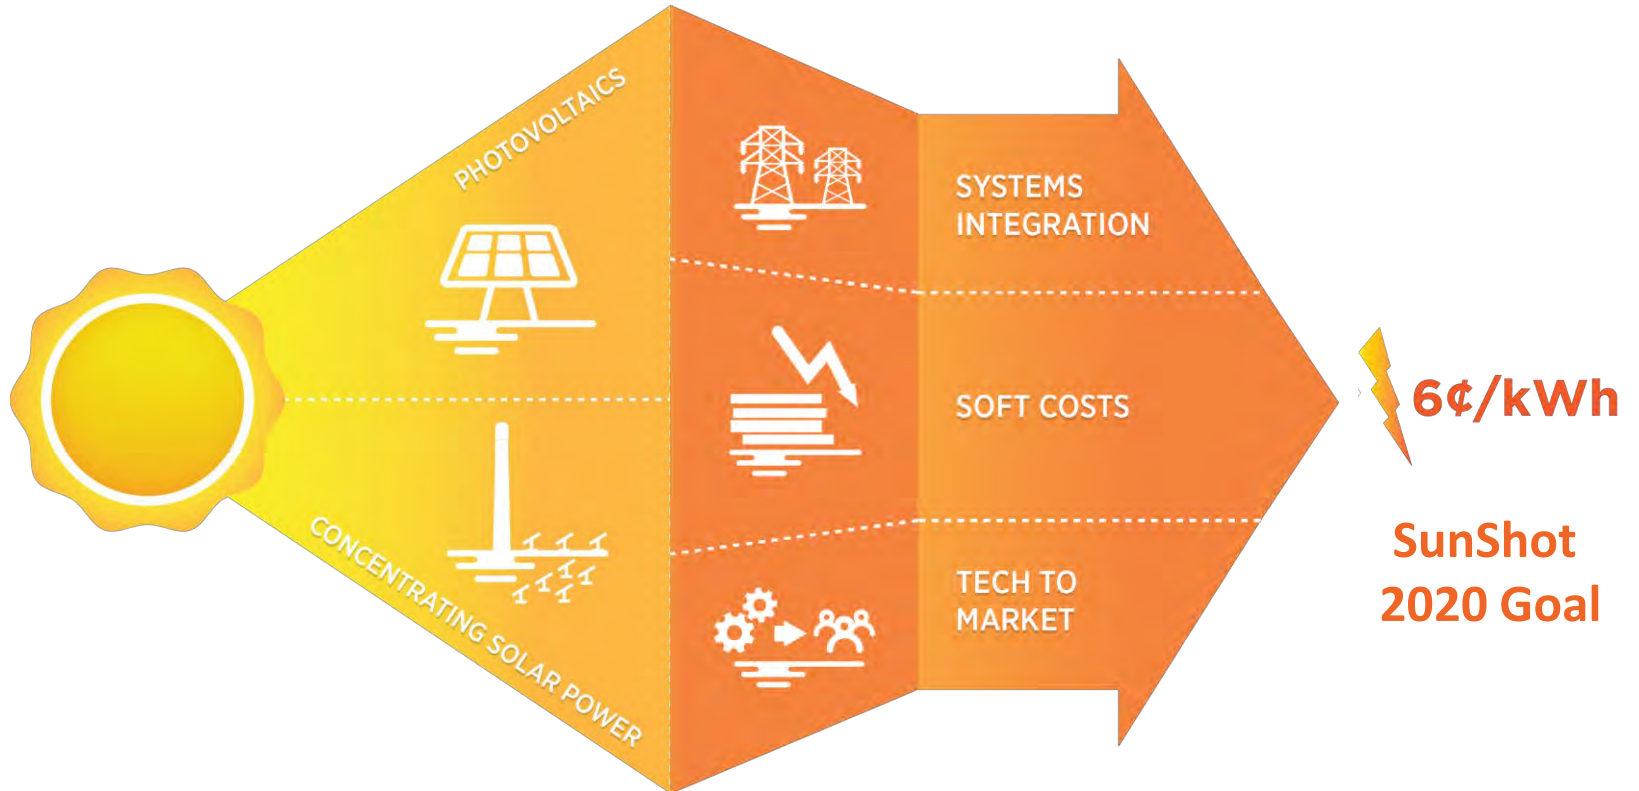 PHOTOVOLTAICS
CONCENTRATING SOLAR POWER
SYSTEMS
INTEGRATION
SOFT COSTS
TECH TO
MARKET
6¢/kWh
SunShot
2020 Goal